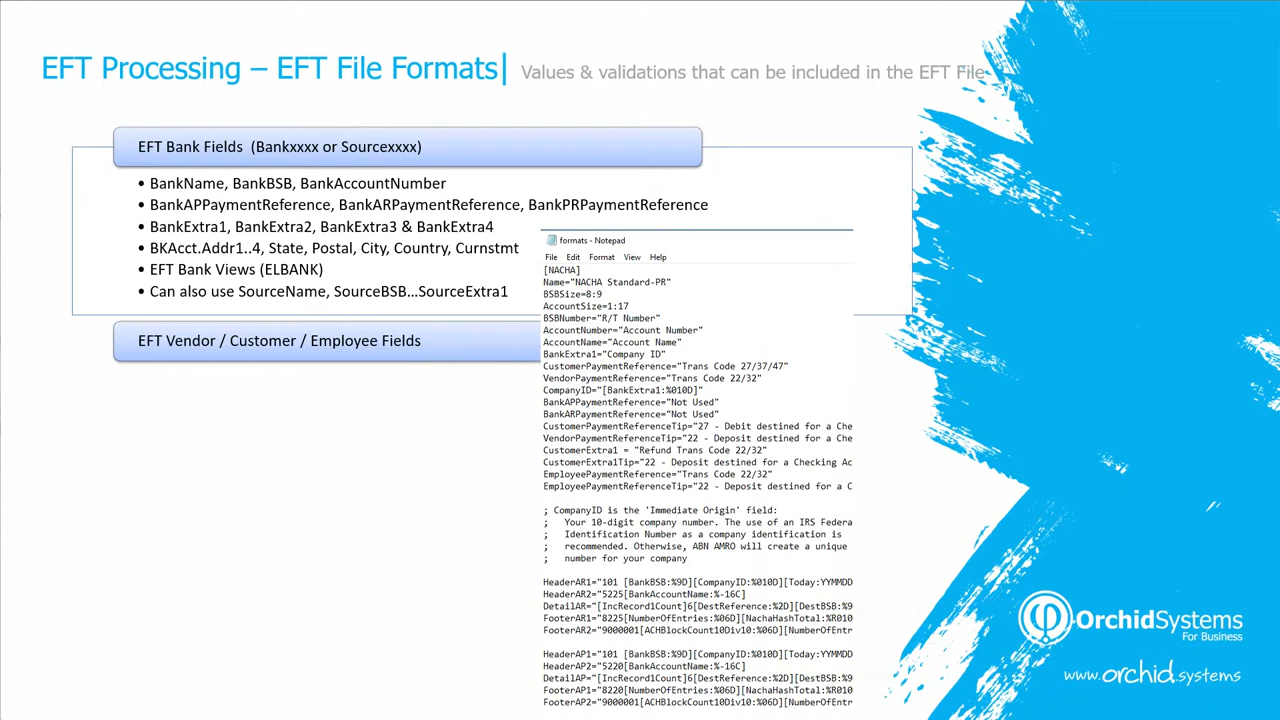 EFT Processing – EFT File Formats| Values & validations that can be included in the EFT File
EFT Bank Fields (Bankxxxx or Sourcexxxx)
• BankName, BankBSB, BankAccountNumber
• BankAPPaymentReference, BankARPaymentReference, BankPRPaymentReference
• BankExtra1, BankExtra2, BankExtra3 & BankExtra4
• BKAcct.Addr1..4, State, Postal, City, Country, Curnstmt
• EFT Bank Views (ELBANK)
• Can also use SourceName, SourceBSB...SourceExtra1
EFT Vendor / Customer / Employee Fields
formats - Notepad
File Edit Format View Help
[NACHA]
Name="NACHA Standard-PR"
BSBSize=8:9
AccountSize=1:17
BSBNumber="R/T Number"
AccountNumber="Account Number"
AccountName="Account Name"
BankExtra1="Company ID"
CustomerPaymentReference="Trans Code 27/37/47"
VendorPaymentReference="Trans Code 22/32"
CompanyID="[BankExtra1:%010D]"
BankAPPaymentReference="Not Used"
BankARPaymentReference="Not Used"
CustomerPaymentReferenceTip="27 - Debit destined for a Che
VendorPaymentReferenceTip="22 - Deposit destined for a Che
CustomerExtra1 = "Refund Trans Code 22/32"
CustomerExtra1Tip="22 - Deposit destined for a Checking Ac
EmployeePaymentReference="Trans Code 22/32"
EmployeePaymentReferenceTip="22 - Deposit destined for a C
; CompanyID is the 'Immediate Origin' field:
; Your 10-digit company number. The use of an IRS Federa
; Identification Number as a company identification is
; recommended. Otherwise, ABN AMRO will create a unique
; number for your company
HeaderAR1="101 [BankBSB:%9D][CompanyID:%010D][Today:YYMMDD
HeaderAR2="5225[BankAccountName:%-16C]
DetailAR="[IncRecord1Count]6[DestReference:%2D][DestBSB:%9
FooterAR1="8225[NumberOfEntries:%06D][NachaHashTotal:%R010
FooterAR2="9000001[ACHBlockCount10Div10:%06D][NumberOfEntr
HeaderAP1="101 [BankBSB:%9D][CompanyID:%010D][Today:YYMMDD
HeaderAP2="5220[BankAccountName:%-16C]
DetailAP="[IncRecord1Count]6[DestReference:%2D][DestBSB:%9
FooterAP1="8220[NumberOfEntries:%06D][NachaHashTotal:%R010
FooterAP2="9000001[ACHBlockCount10Div10:%06D][NumberOfEntr
OrchidSystems
For Business
www.orchid.systems